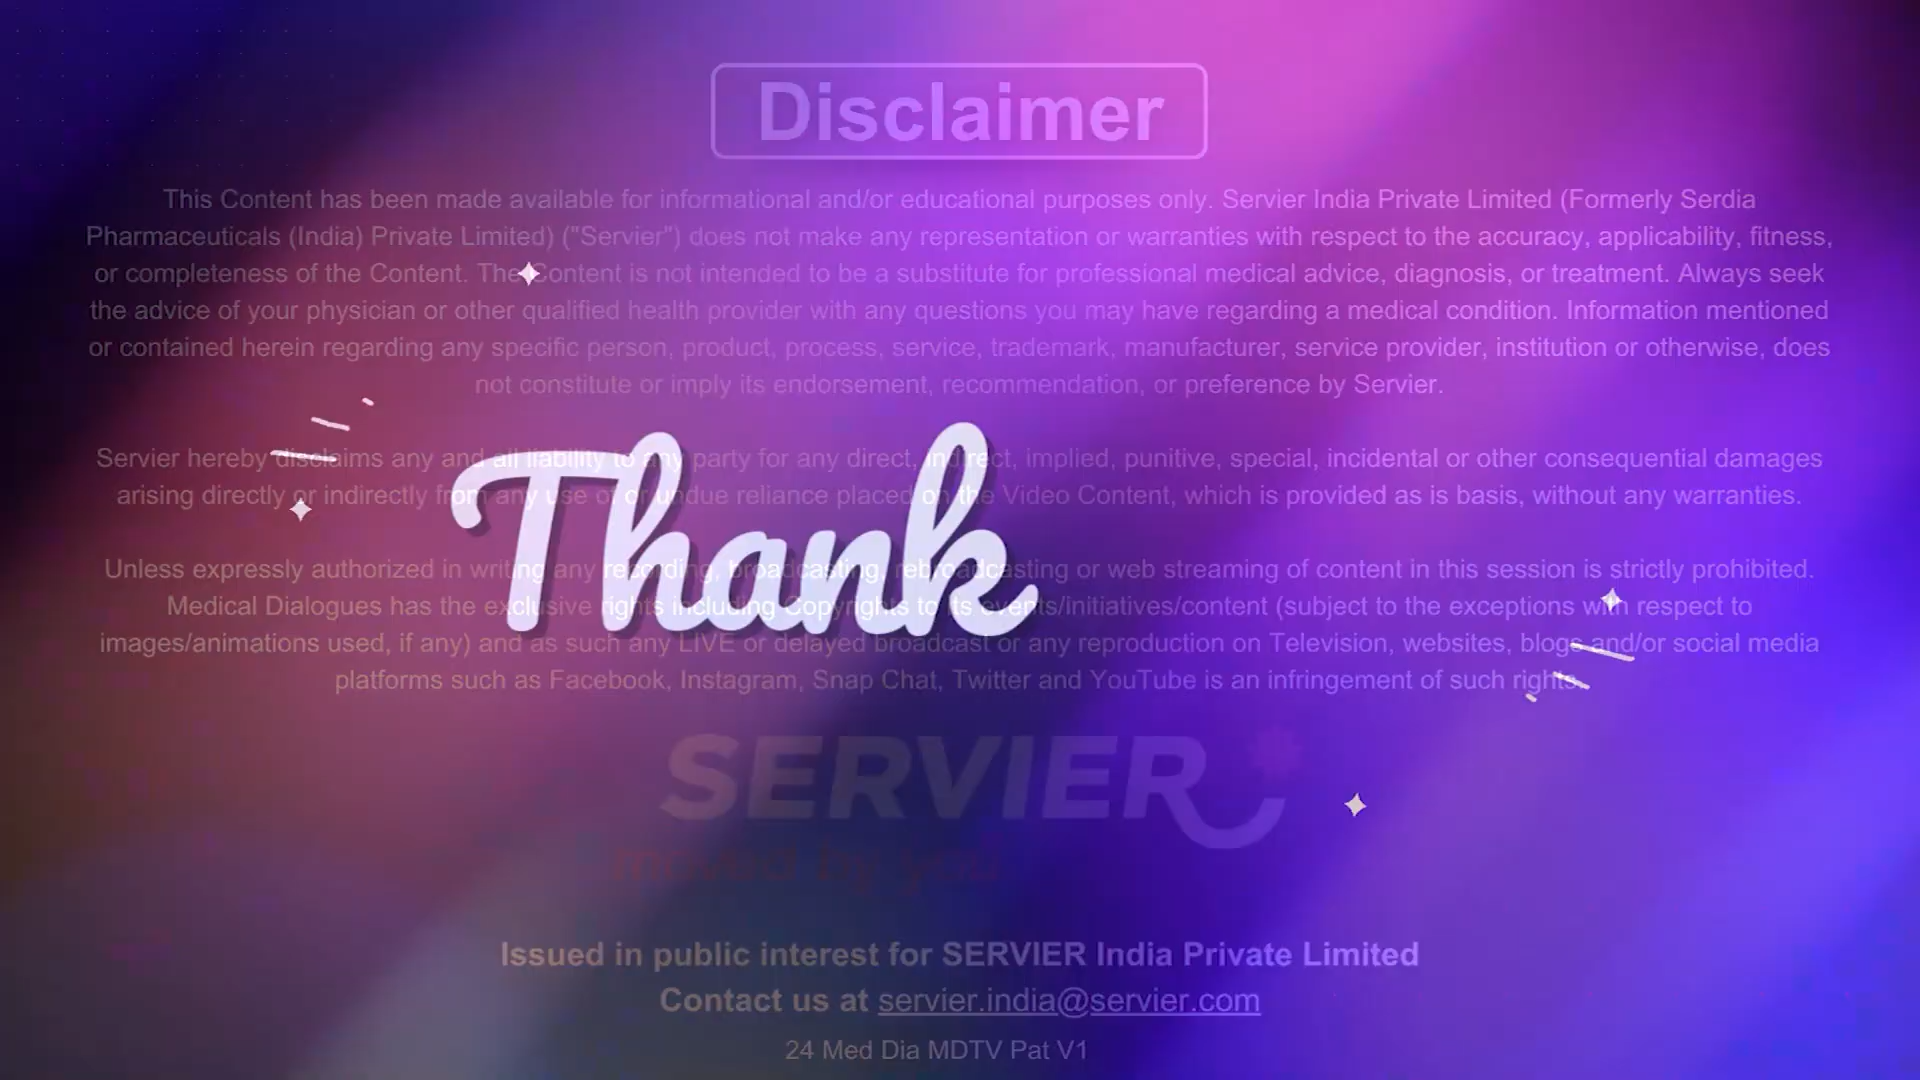 Disclaimer
This Content has been made available for informational and/or educational purposes only. Servier India Private Limited (Formerly Serdia
Pharmaceuticals (India) Private Limited) ("Servier") does not make any representation or warranties with respect to the accuracy, applicability, fitness,
or completeness of the Content. The Content is not intended to be a substitute for professional medical advice, diagnosis, or treatment. Always seek
the advice of your physician or other qualified health provider with any questions you may have regarding a medical condition. Information mentioned
or contained herein regarding any specific person, product, process, service, trademark, manufacturer, service provider, institution or otherwise, does
not constitute or imply its endorsement, recommendation, or preference by Servier.
Servier hereby disclaims any and all liability to any party for any direct, indirect, implied, punitive, special, incidental or other consequential damages
arising directly or indirectly from any use of or undue reliance placed on the Video Content, which is provided as is basis, without any warranties.
Thank
Unless expressly authorized in writing any recording, broadcasting, rebroadcasting or web streaming of content in this session is strictly prohibited.
Medical Dialogues has the exclusive rights including Copyrights to its events/initiatives/content (subject to the exceptions with respect to
images/animations used, if any) and as such any LIVE or delayed broadcast or any reproduction on Television, websites, blogs and/or social media
platforms such as Facebook, Instagram, Snap Chat, Twitter and YouTube is an infringement of such rights.
SERVIER
moved by you
Issued in public interest for SERVIER India Private Limited
Contact us at servier.india@servier.com
24 Med Dia MDTV Pat V1